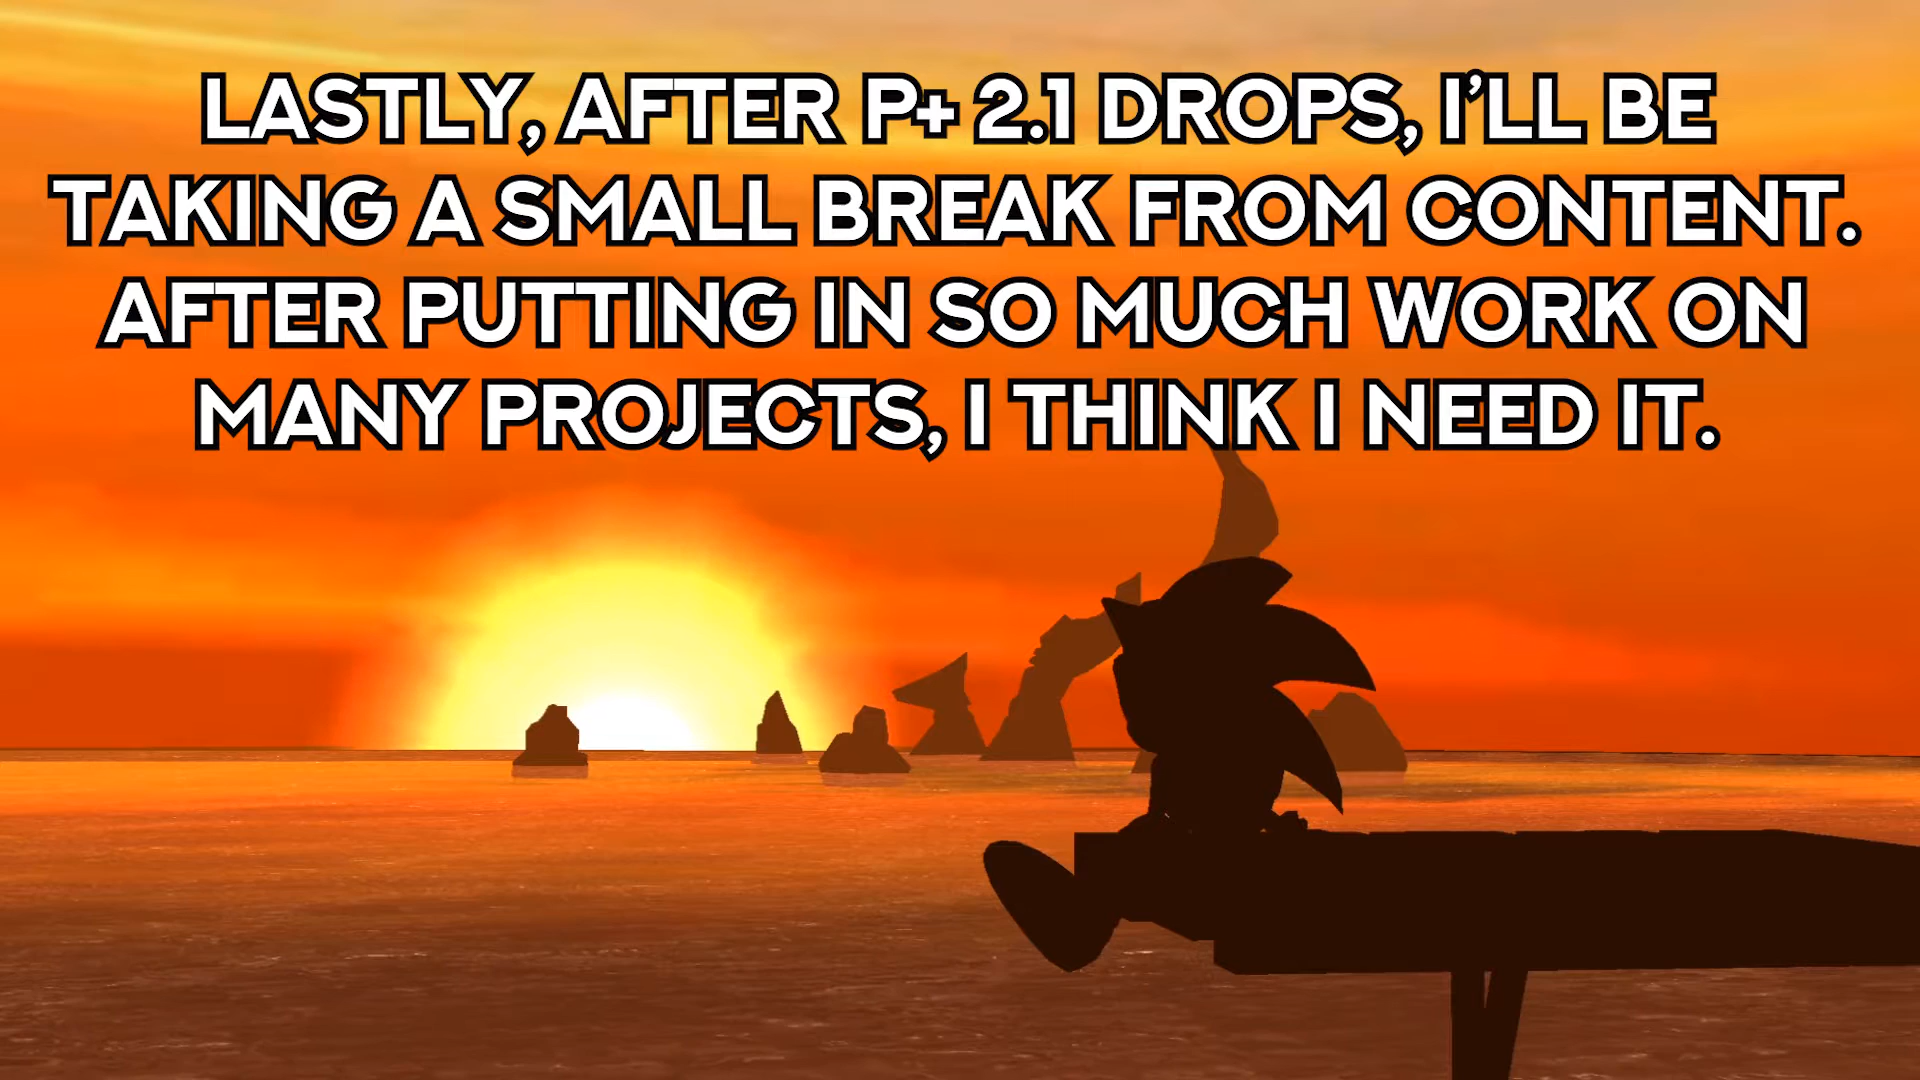 LASTLY, AFTER P+ 2.1 DROPS, I'LL BE
TAKING A SMALL BREAK FROM CONTENT.
AFTER PUTTING IN SO MUCH WORK ON
MANY PROJECTS, I THINK I NEED IT.